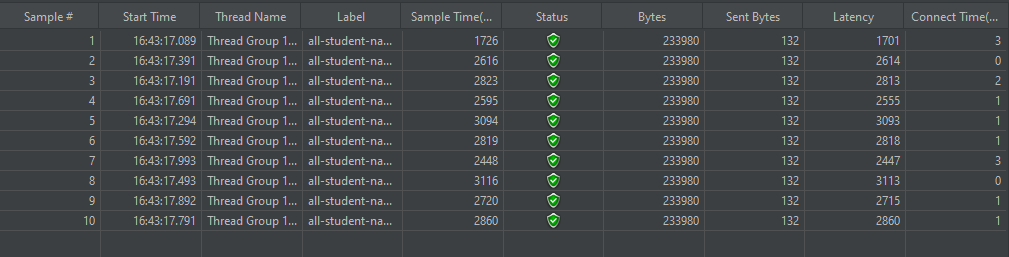 Sample # Start Time Thread Name Label Sample Time(... Status Bytes Sent Bytes Latency Connect Time(...
1 16:43:17.089 Thread Group 1... all-student-na... 1726 233980 132 1701 3
2 16:43:17.391 Thread Group 1... all-student-na... 2616 233980 132 2614 0
3 16:43:17.191 Thread Group 1... all-student-na... 2823 233980 132 2813 2
4 16:43:17.691 Thread Group 1... all-student-na... 2595 233980 132 2555 1
5 16:43:17.294 Thread Group 1... all-student-na... 3094 233980 132 3093 1
6 16:43:17.592 Thread Group 1... all-student-na... 2819 233980 132 2818 1
7 16:43:17.993 Thread Group 1... all-student-na... 2448 233980 132 2447 3
8 16:43:17.493 Thread Group 1... all-student-na... 3116 233980 132 3113 0
9 16:43:17.892 Thread Group 1... all-student-na... 2720 233980 132 2715 1
10 16:43:17.791 Thread Group 1... all-student-na... 2860 233980 132 2860 1